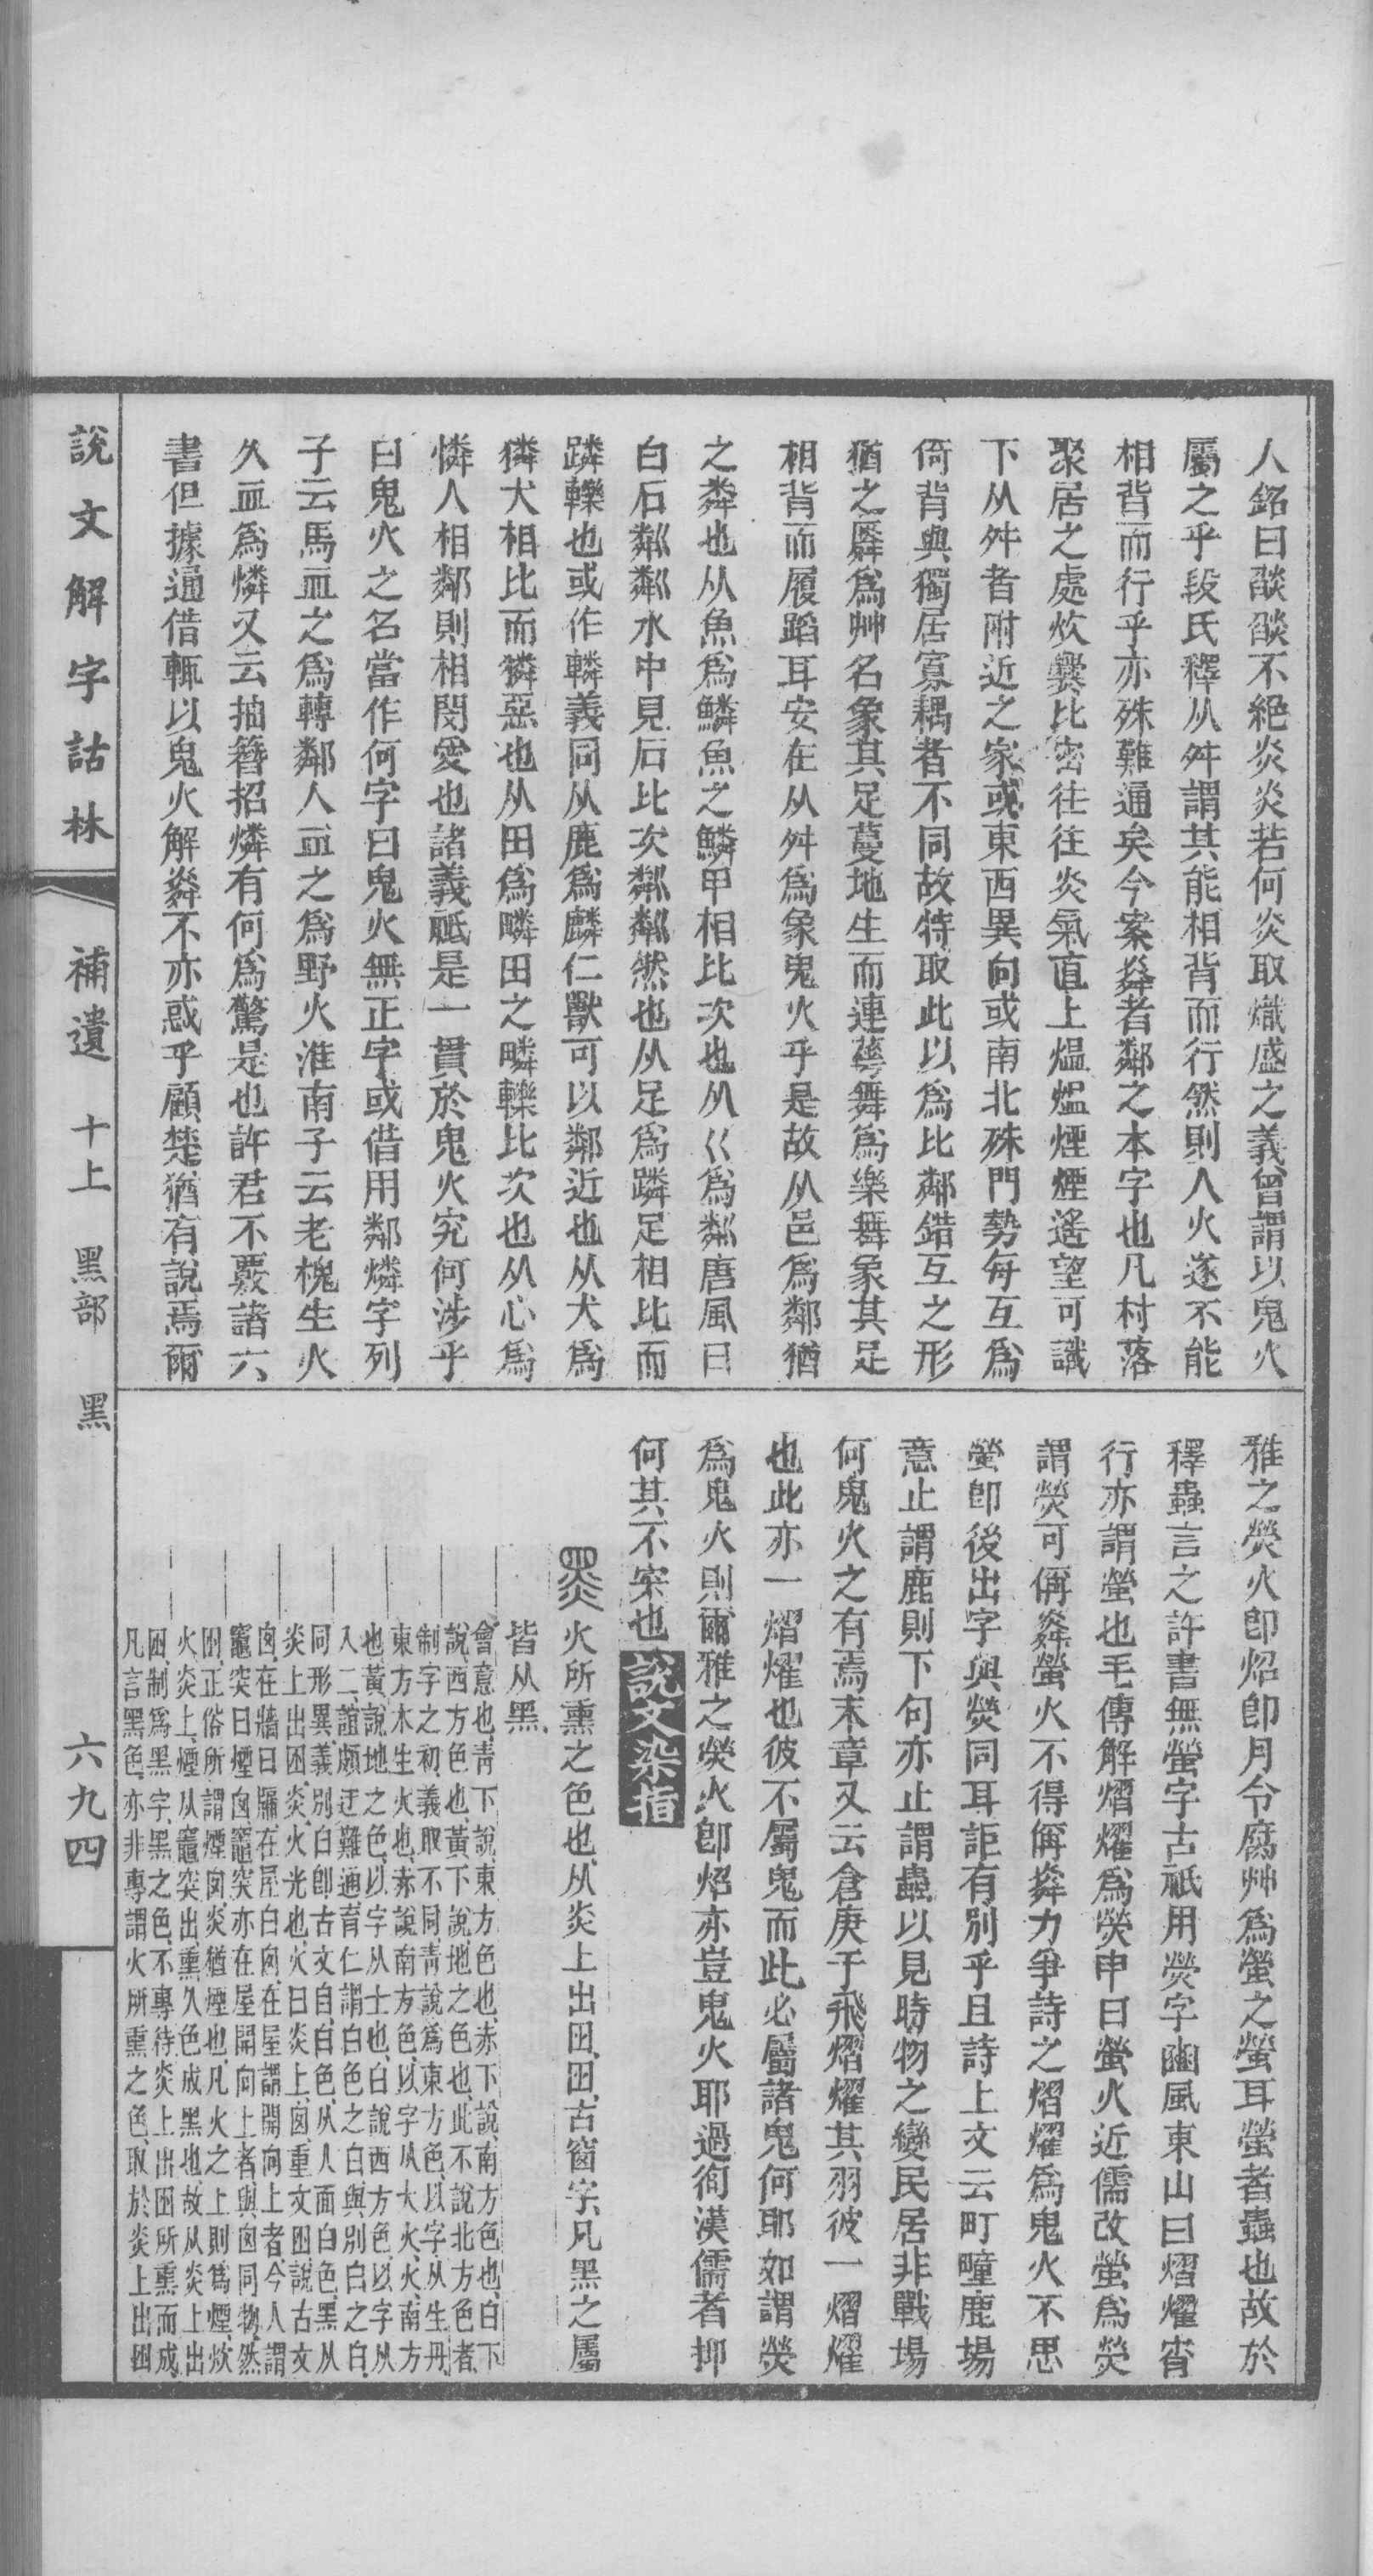 人銘曰燄燄不絕炎炎若何炎取熾盛之義曾謂以鬼火
屬之乎段氏釋从舛謂其能相背而行然則人火遂不能
相背而行乎亦殊難通矣今案粦者鄰之本字也凡村落
聚居之處炊爨比密往往炎氣直上熅熅煙煙遙望可識
下从舛者附近之家或東西異向或南北殊門勢每互爲
倚背與獨居寡耦者不同故特取此以爲比鄰錯互之形
猶之䑞爲艸名象其足蔓地生而連蕚舞爲樂舞象其足
相背而履蹈耳安在从舛爲象鬼火乎是故从邑爲鄰猶
之粦也从魚爲鱗魚之鱗甲相比次也从巜爲粼唐風曰
白石粼粼水中見石比次粼粼然也从足爲蹸足相比而
蹸轢也或作轔義同从鹿爲麟仁獸可以鄰近也从犬爲
獜犬相比而獜惡也从田爲疄田之疄轢比次也从心爲
憐人相鄰則相閔愛也諸義祗是一貫於鬼火究何涉乎
曰鬼火之名當作何字曰鬼火無正字或借用鄰燐字列
子云馬血之爲轉鄰人血之爲野火淮南子云老槐生火
久血爲燐又云抽簪招燐有何爲驚是也許君不覈諸六
書但據通借輒以鬼火解粦不亦惑乎顧楚猶有說焉爾
雅之熒火卽炤卽月令腐艸爲螢之螢耳螢者蟲也故於
釋蟲言之許書無螢字古祇用熒字豳風東山曰熠燿宵
行亦謂螢也毛傳解熠燿爲熒申曰螢火近儒改螢爲熒
謂熒可偁粦螢火不得偁粦力爭詩之熠燿爲鬼火不思
螢卽後出字與熒同耳詎有別乎且詩上文云町疃鹿場
意止謂鹿則下句亦止謂蟲以見時物之變民居非戰場
何鬼火之有焉末章又云倉庚于飛熠燿其羽彼一熠燿
也此亦一熠燿也彼不屬鬼而此必屬諸鬼何耶如謂熒
爲鬼火則爾雅之熒火卽炤亦豈鬼火耶過徇漢儒者抑
何其不宷也說文染指
火所熏之色也、从炎上出囪、囪、古窗字、凡黑之屬
皆从黑、
會意也、靑下說、東方色也、赤下說、南方色也、白下
說、西方色也、黃下說、地之色也、此不說北方色者、
制字之初、義取不同、靑說爲東方色、以字从生丹、
東方木生火也、赤說南方色、以字从大火、火、南方
也、黃說地之色、以字从土也、白說西方色、以字从
入二、誼頗迂難通、育仁謂白色之白、與別白之白、
同形異義、別白卽古文自、白色、从人面白色、黑从
炎上出囪、炎、火光也、火曰炎上、囪重文囪說、古文
囱、在牆曰牖、在屋曰囪、在屋謂開向上者、今人謂
竈突曰煙囪、竈突亦在屋開向上者、與囪同物、然
囪、正俗所謂煙囪、炎猶煙也、凡火之上則爲煙、炊
火炎上、煙从竈突出、熏久色成黑也、故从炎上出
囪、制爲黑字、黑之色、不專待炎上出囪所熏而成、
凡言黑色、亦非專謂火所熏之色、取於炎上出囪
說文解字詁林
補遺
十上
黑部
黑
六九四